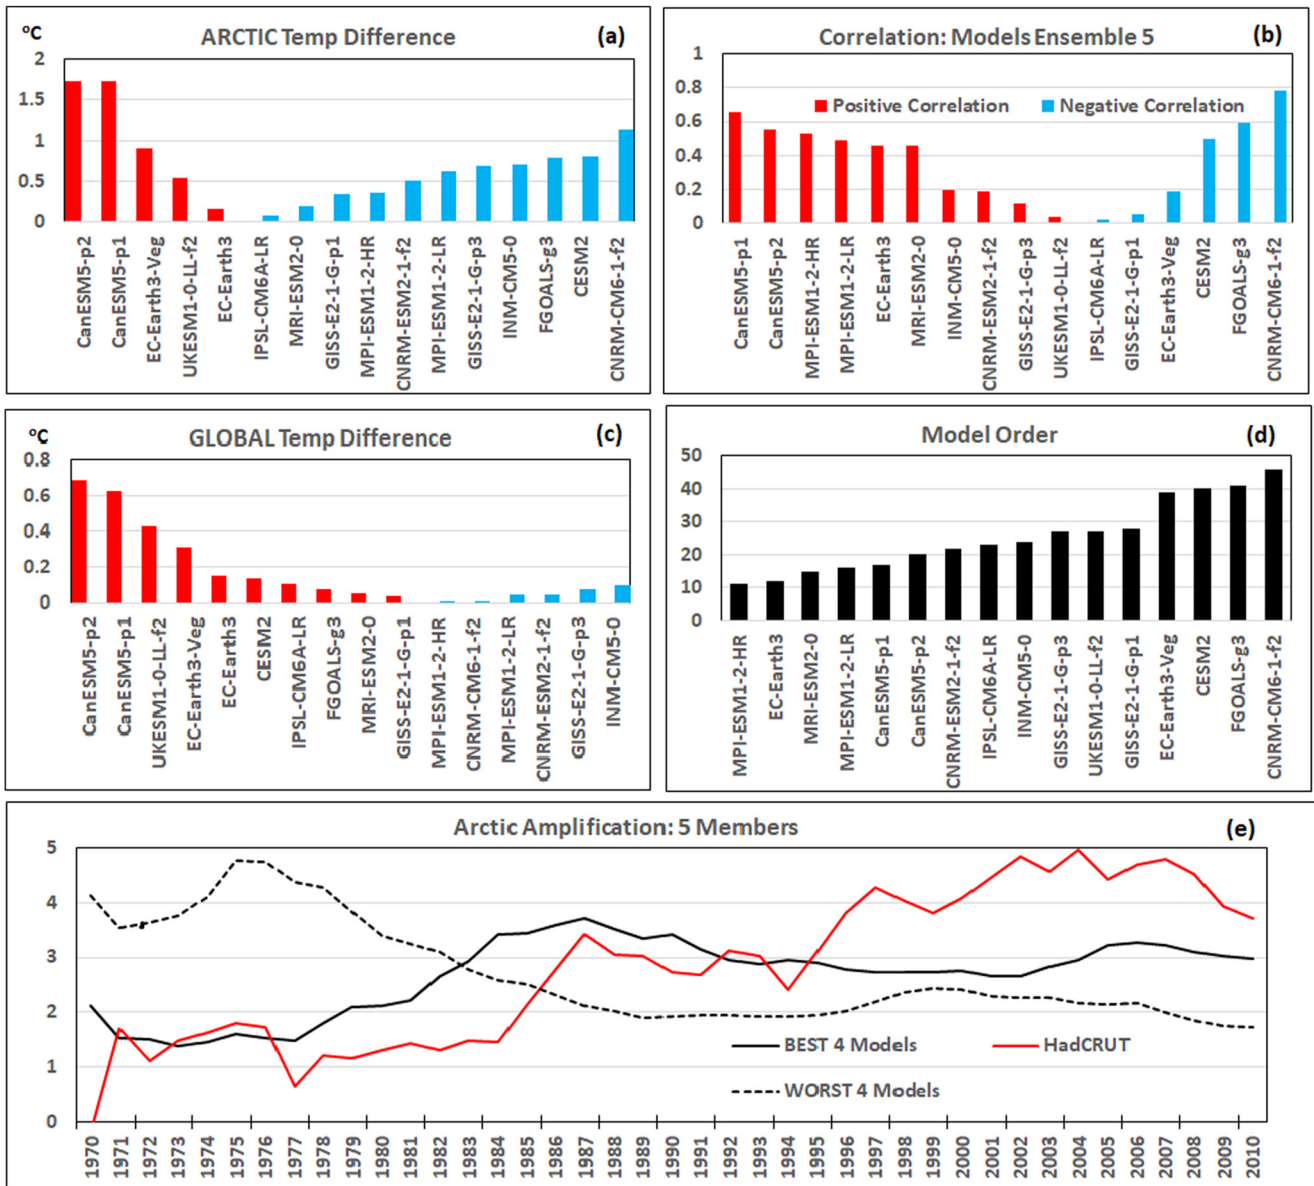 °C
ARCTIC Temp Difference
(a)
2
1.5
1
0.5
0
CanESM5-p2
CanESM5-p1
EC-Earth3-Veg
UKESM1-0-LL-f2
EC-Earth3
IPSL-CM6A-LR
MRI-ESM2-0
GISS-E2-1-G-p1
MPI-ESM1-2-HR
CNRM-ESM2-1-f2
MPI-ESM1-2-LR
GISS-E2-1-G-p3
INM-CM5-0
FGOALS-g3
CESM2
CNRM-CM6-1-f2
Correlation: Models Ensemble 5
(b)
1
0.8
0.6
0.4
0.2
0
Positive Correlation
Negative Correlation
CanESM5-p1
CanESM5-p2
MPI-ESM1-2-HR
MPI-ESM1-2-LR
EC-Earth3
MRI-ESM2-0
INM-CM5-0
CNRM-ESM2-1-f2
GISS-E2-1-G-p3
UKESM1-0-LL-f2
IPSL-CM6A-LR
GISS-E2-1-G-p1
EC-Earth3-Veg
CESM2
FGOALS-g3
CNRM-CM6-1-f2
°C
GLOBAL Temp Difference
(c)
0.8
0.6
0.4
0.2
0
CanESM5-p2
CanESM5-p1
UKESM1-0-LL-f2
EC-Earth3-Veg
EC-Earth3
CESM2
IPSL-CM6A-LR
FGOALS-g3
MRI-ESM2-0
GISS-E2-1-G-p1
MPI-ESM1-2-HR
CNRM-CM6-1-f2
MPI-ESM1-2-LR
CNRM-ESM2-1-f2
GISS-E2-1-G-p3
INM-CM5-0
Model Order
(d)
50
40
30
20
10
0
MPI-ESM1-2-HR
EC-Earth3
MRI-ESM2-0
MPI-ESM1-2-LR
CanESM5-p1
CanESM5-p2
CNRM-ESM2-1-f2
IPSL-CM6A-LR
INM-CM5-0
GISS-E2-1-G-p3
UKESM1-0-LL-f2
GISS-E2-1-G-p1
EC-Earth3-Veg
CESM2
FGOALS-g3
CNRM-CM6-1-f2
Arctic Amplification: 5 Members
(e)
5
4
3
2
1
0
BEST 4 Models
HadCRUT
WORST 4 Models
1970
1971
1972
1973
1974
1975
1976
1977
1978
1979
1980
1981
1982
1983
1984
1985
1986
1987
1988
1989
1990
1991
1992
1993
1994
1995
1996
1997
1998
1999
2000
2001
2002
2003
2004
2005
2006
2007
2008
2009
2010